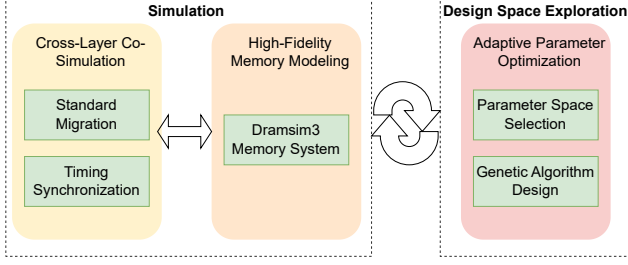 Simulation
Cross-Layer Co-
Simulation
Standard
Migration
Timing
Synchronization
High-Fidelity
Memory Modeling
Dramsim3
Memory System
Design Space Exploration
Adaptive Parameter
Optimization
Parameter Space
Selection
Genetic Algorithm
Design